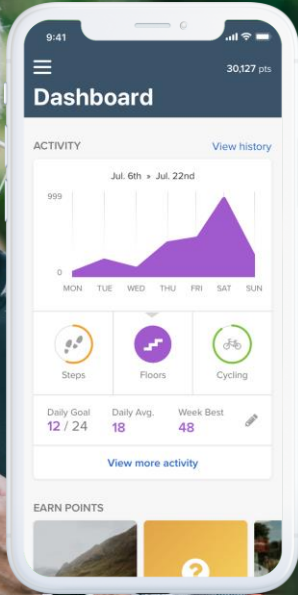 9:41
30,127 pts
Dashboard
ACTIVITY View history
Jul. 6th » Jul. 22nd
999
0
MON TUE WED THU FRI SAT SUN
Steps Floors Cycling
Daily Goal Daily Avg. Week Best
12 / 24 18 48
View more activity
EARN POINTS
?